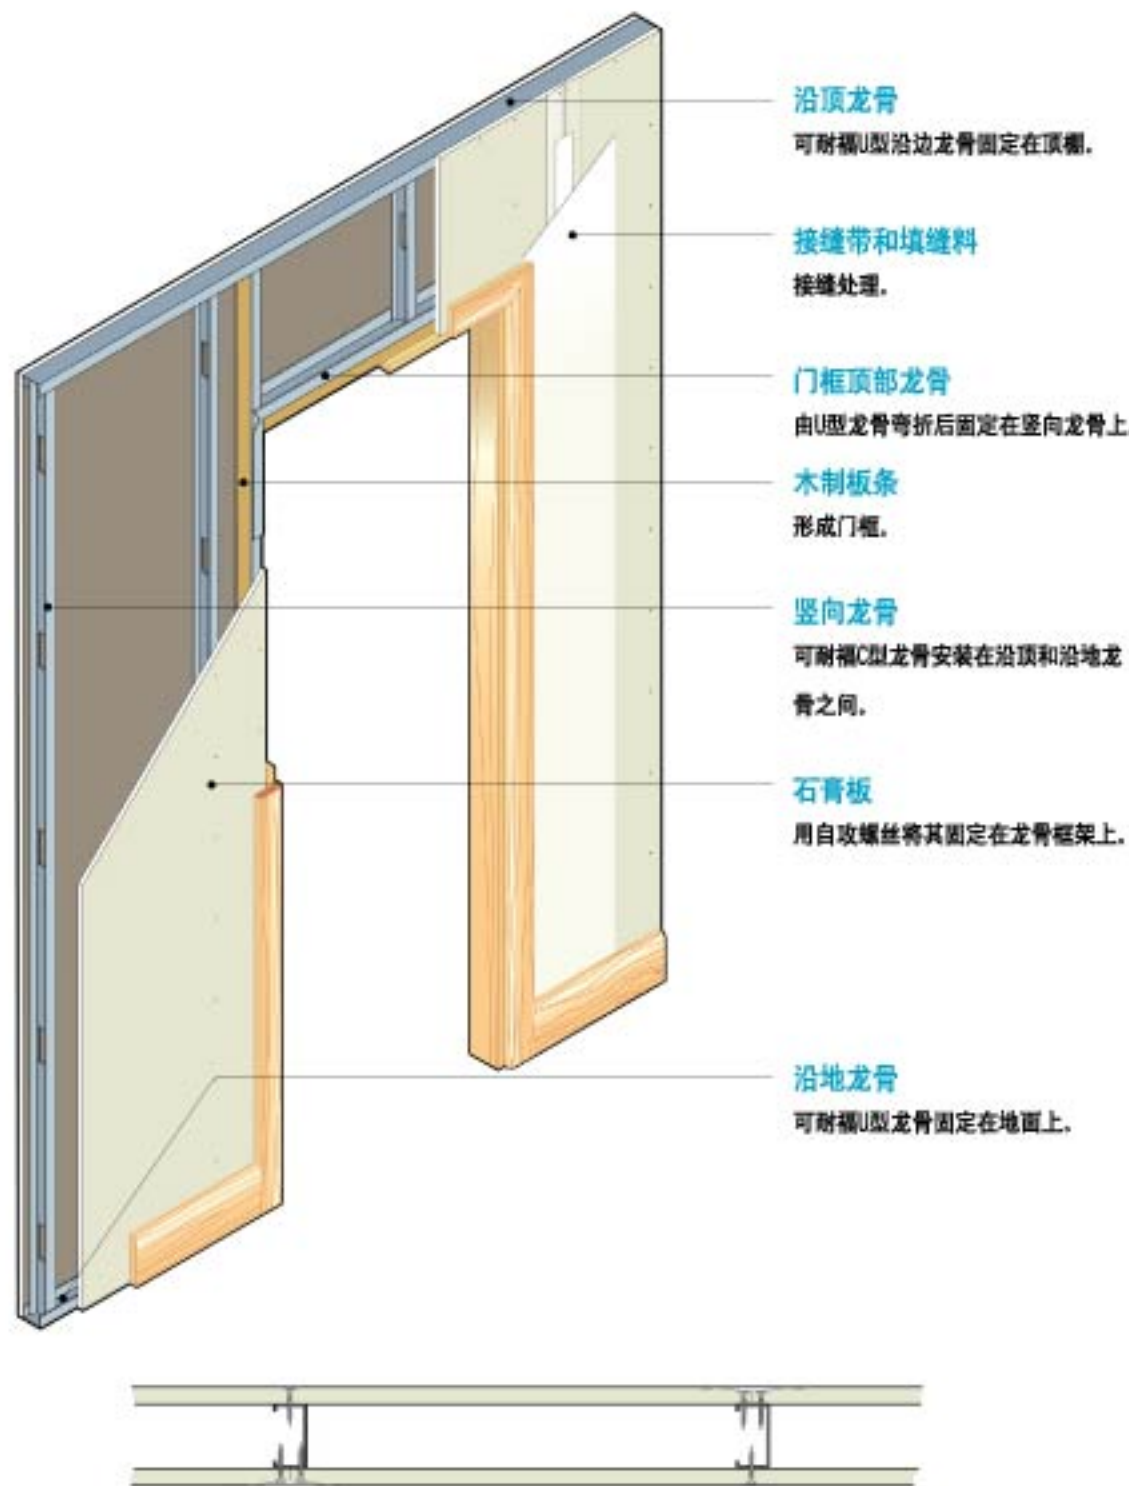 沿顶龙骨
可耐福U型沿边龙骨固定在顶棚。
接缝带和填缝料
接缝处理。
门框顶部龙骨
由U型龙骨弯折后固定在竖向龙骨上
木制板条
形成门框。
竖向龙骨
可耐福C型龙骨安装在沿顶和沿地龙
骨之间。
石膏板
用自攻螺丝将其固定在龙骨框架上。
沿地龙骨
可耐福U型龙骨固定在地面上。